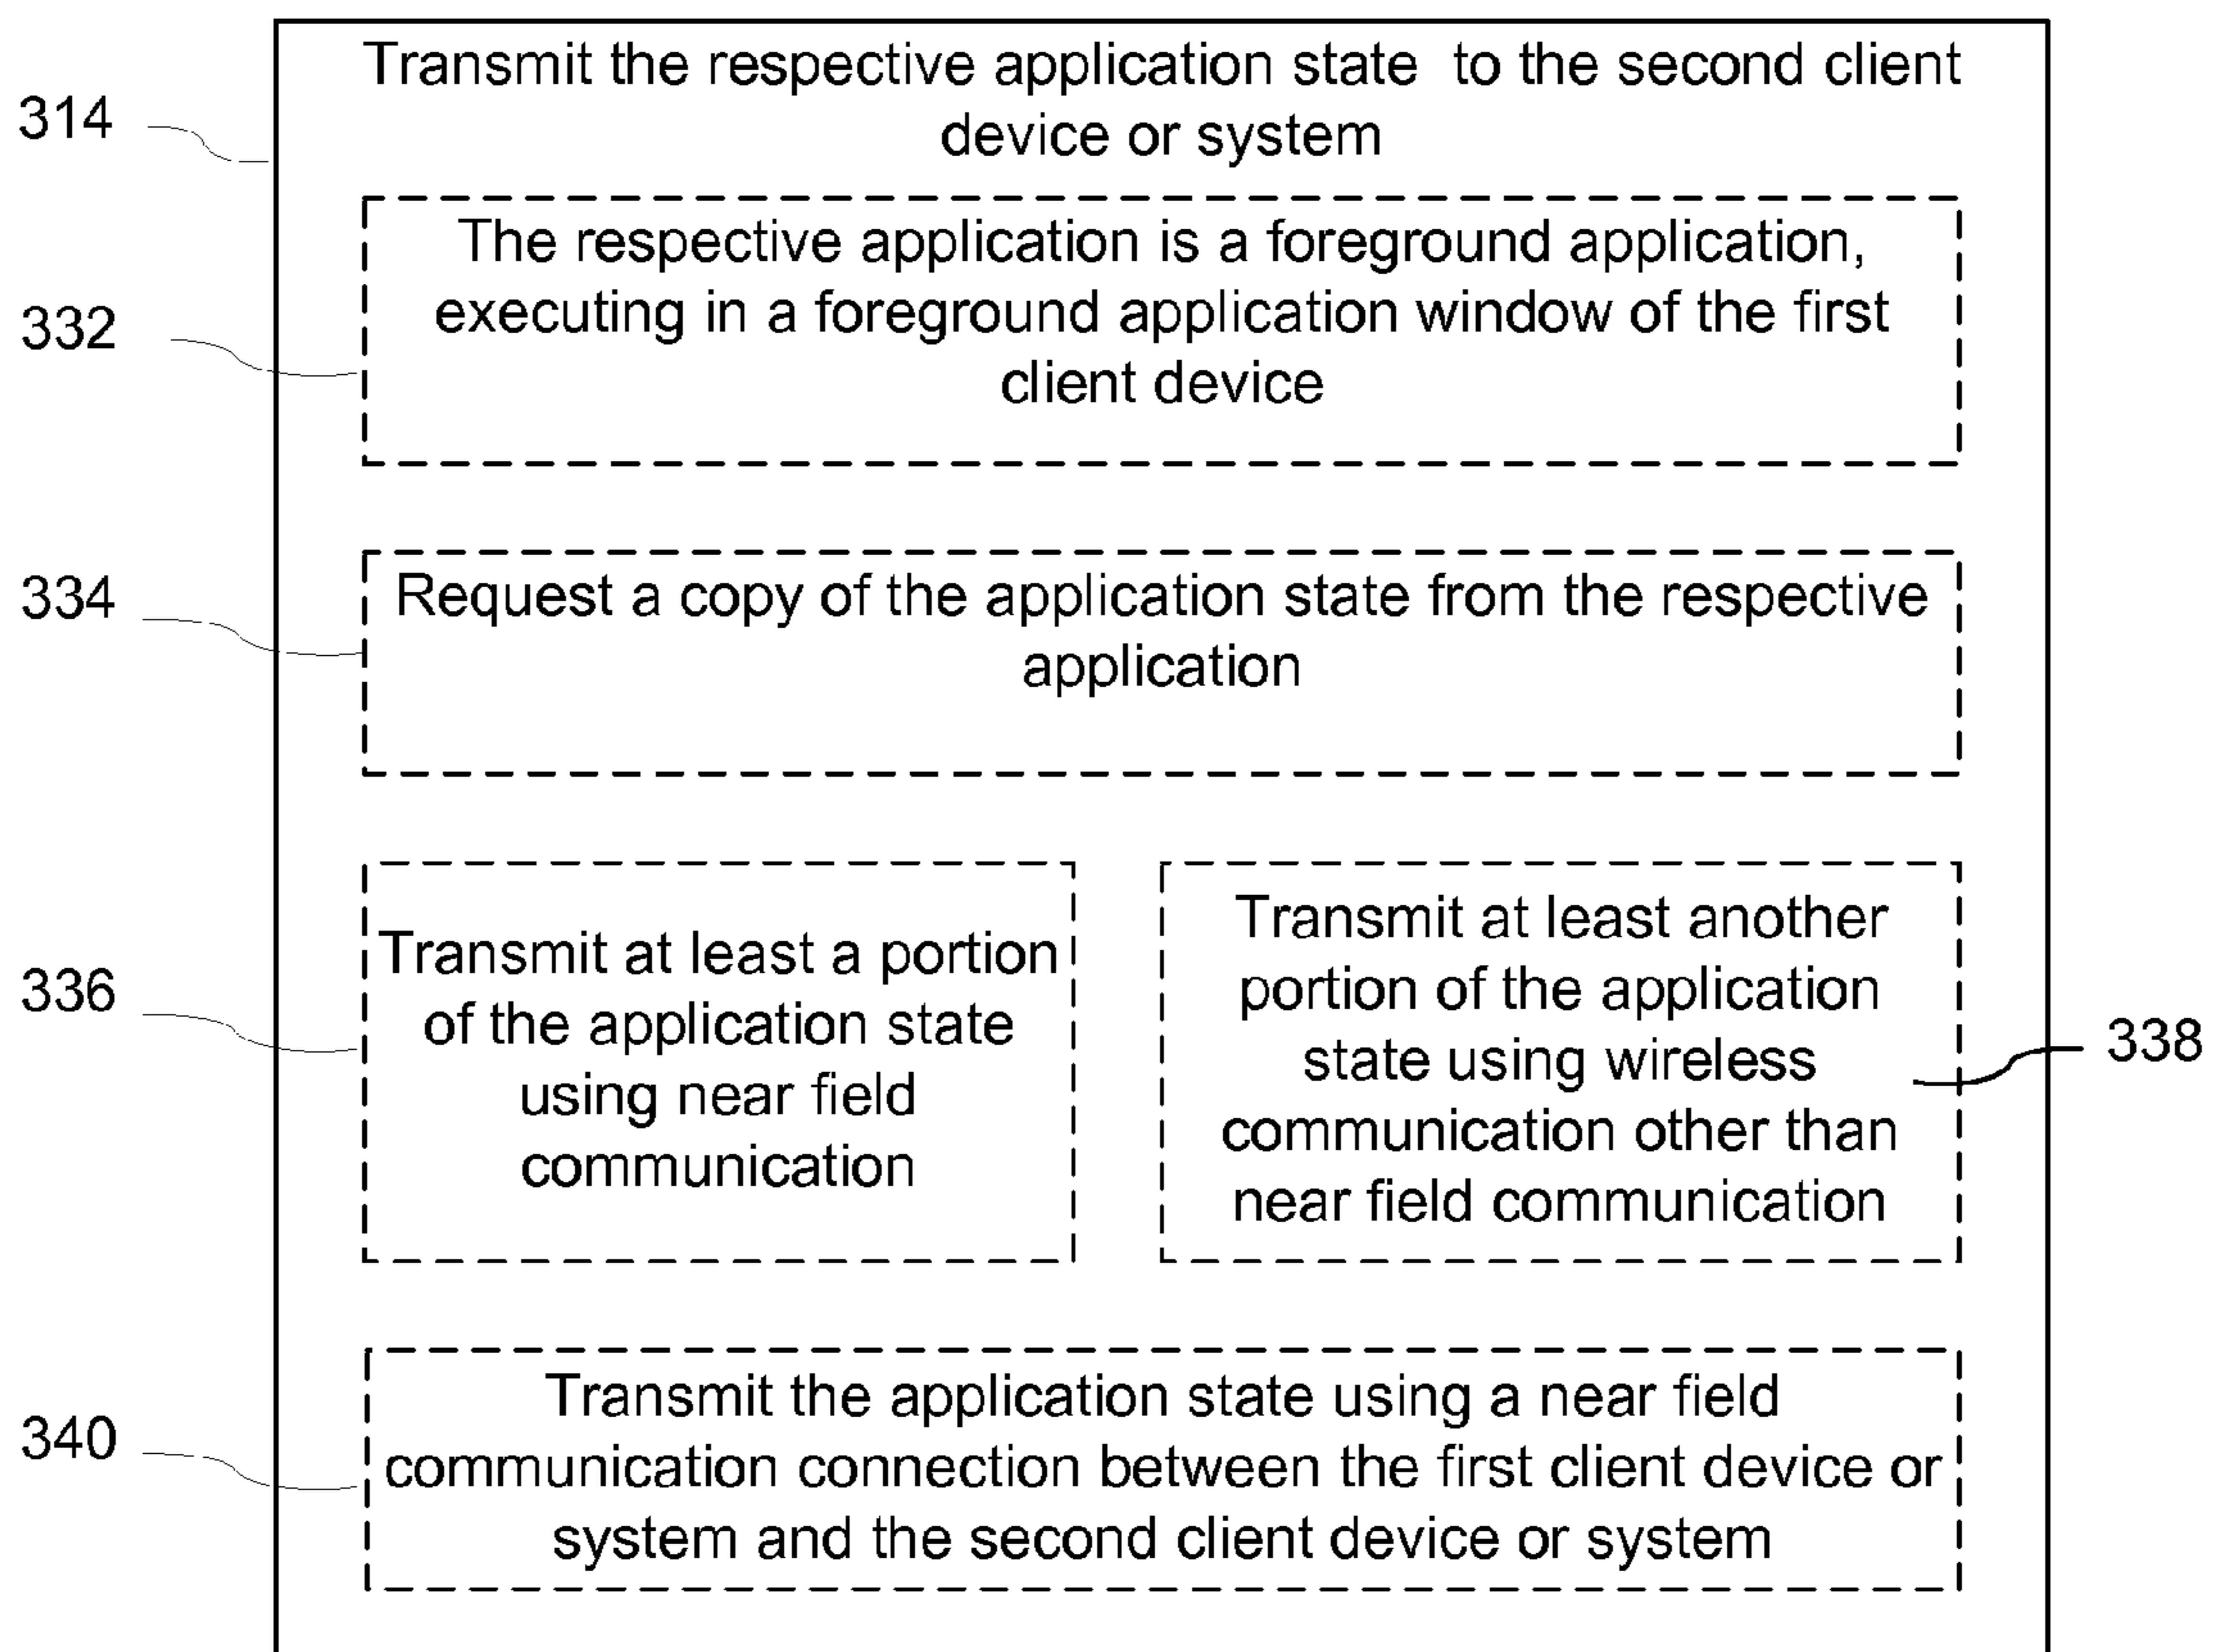 Transmit the respective application state to the second client
device or system
314
The respective application is a foreground application,
executing in a foreground application window of the first
client device
332
Request a copy of the application state from the respective
application
334
Transmit at least a portion
of the application state
using near field
communication
336
Transmit at least another
portion of the application
state using wireless
communication other than
near field communication
338
Transmit the application state using a near field
communication connection between the first client device or
system and the second client device or system
340